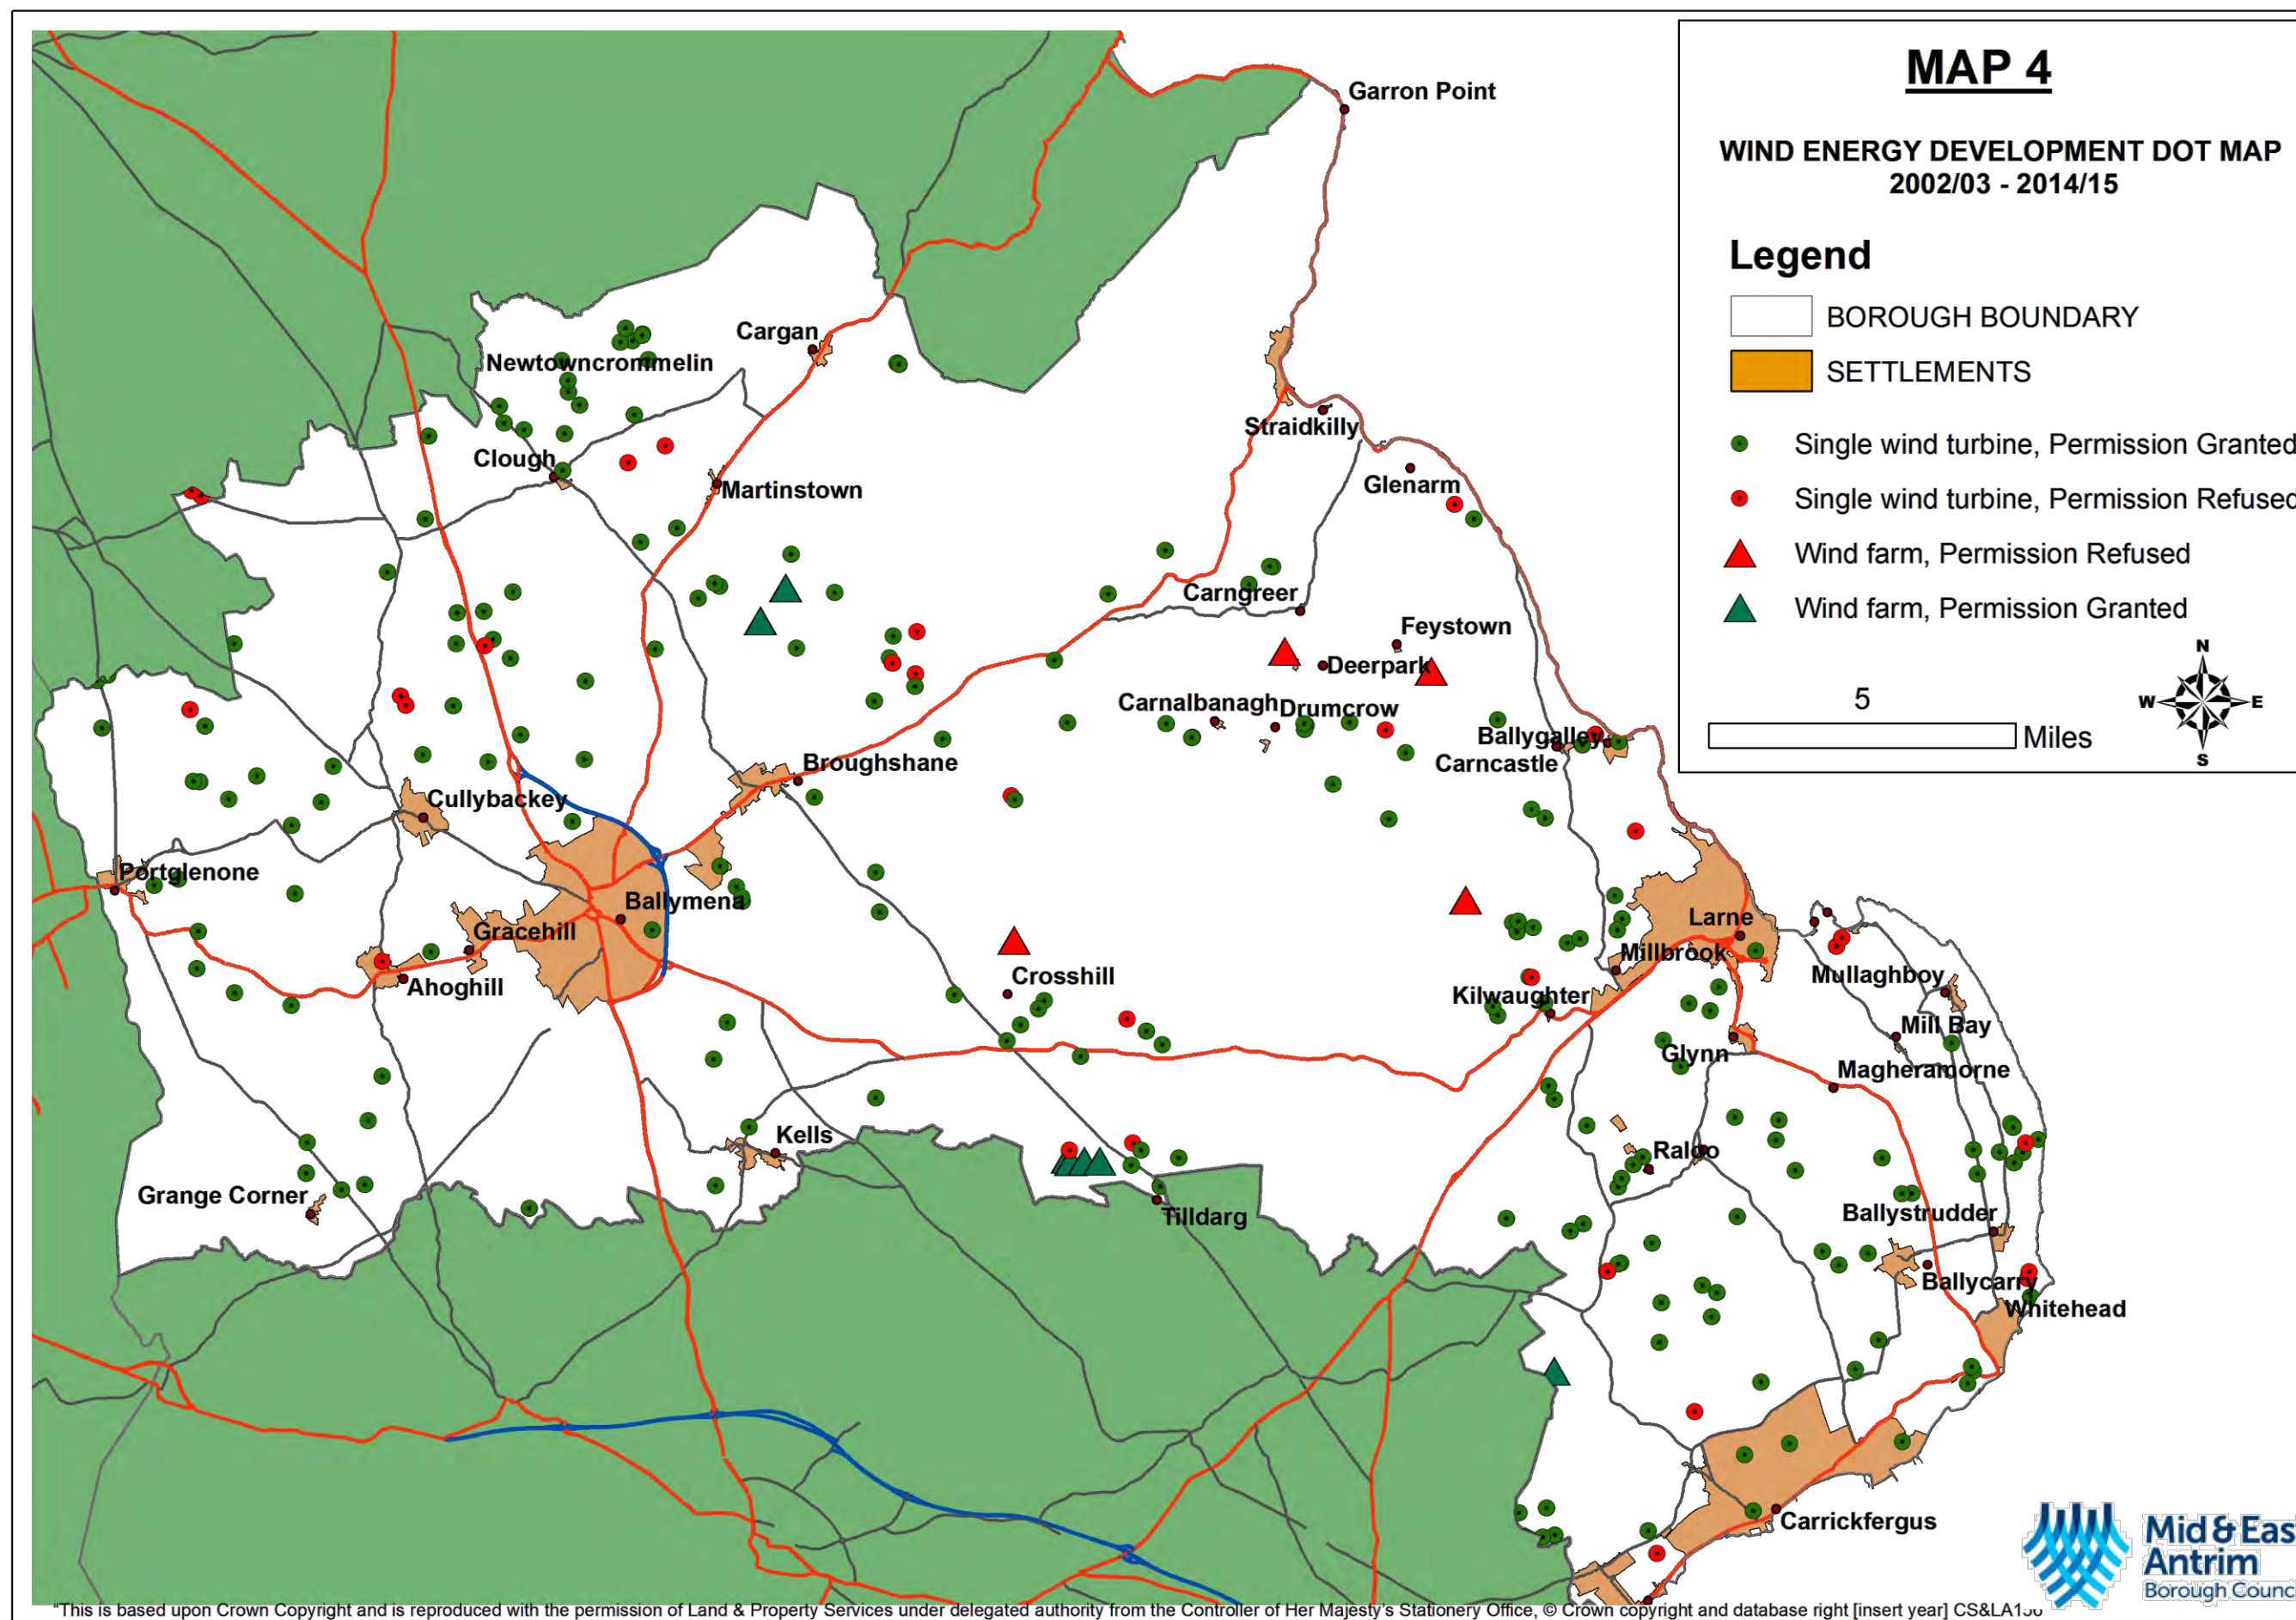 MAP 4
WIND ENERGY DEVELOPMENT DOT MAP
2002/03 - 2014/15
Legend
BOROUGH BOUNDARY
SETTLEMENTS
Single wind turbine, Permission Granted
Single wind turbine, Permission Refused
Wind farm, Permission Refused
Wind farm, Permission Granted
N
W
E
S
5
Miles
Garron Point
Cargan
Newtowncrommelin
Straidkilly
Clough
Martinstown
Glenarm
Carngreer
Feystown
Deerpark
Carnalbanagh
Drumcrow
Ballygalley
Carncastle
Broughshane
Cullybackey
Portglenone
Ballymena
Gracehill
Larne
Millbrook
Ahoghill
Crosshill
Mullaghboy
Kilwaughter
Mill Bay
Glynn
Magheramorne
Kells
Raloo
Grange Corner
Tilldarg
Ballystrudder
Ballycarry
Whitehead
Carrickfergus
Mid & Eas
Antrim
Borough Counc
"This is based upon Crown Copyright and is reproduced with the permission of Land & Property Services under delegated authority from the Controller of Her Majesty's Stationery Office, © Crown copyright and database right [insert year]